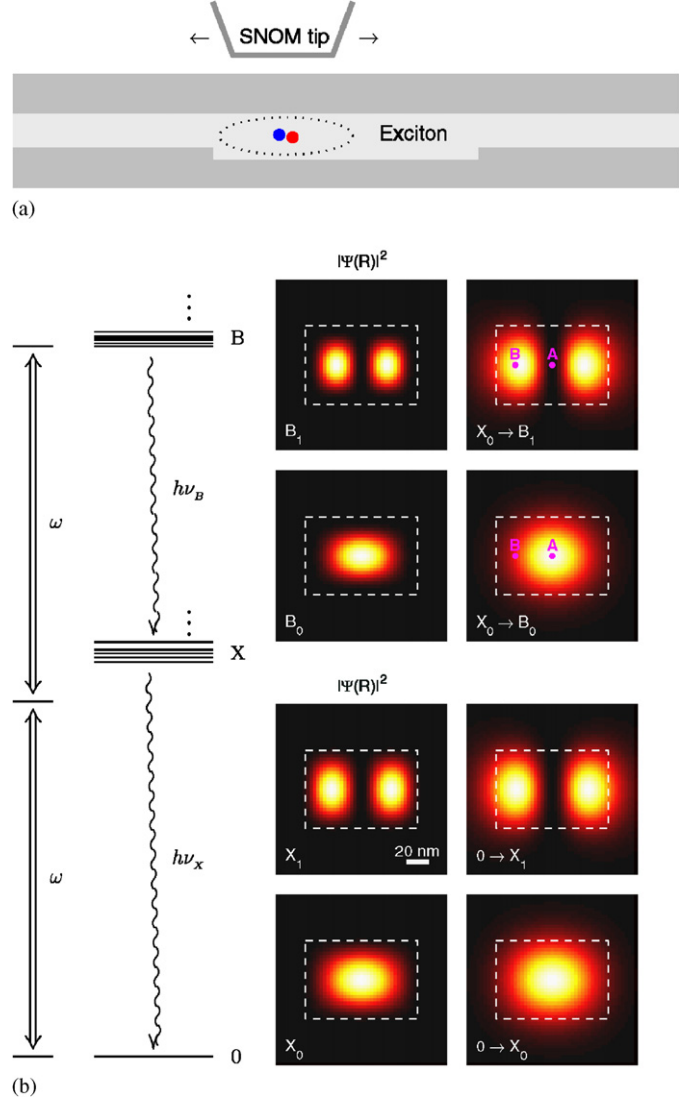 ← SNOM tip →
Exciton
(a)
|Ψ(R)|²
B
B A
B₁
X₀ → B₁
ω
hν_B
B A
B₀
X₀ → B₀
X
|Ψ(R)|²
X₁
20 nm
0 → X₁
ω
hν_X
X₀
0 → X₀
0
(b)